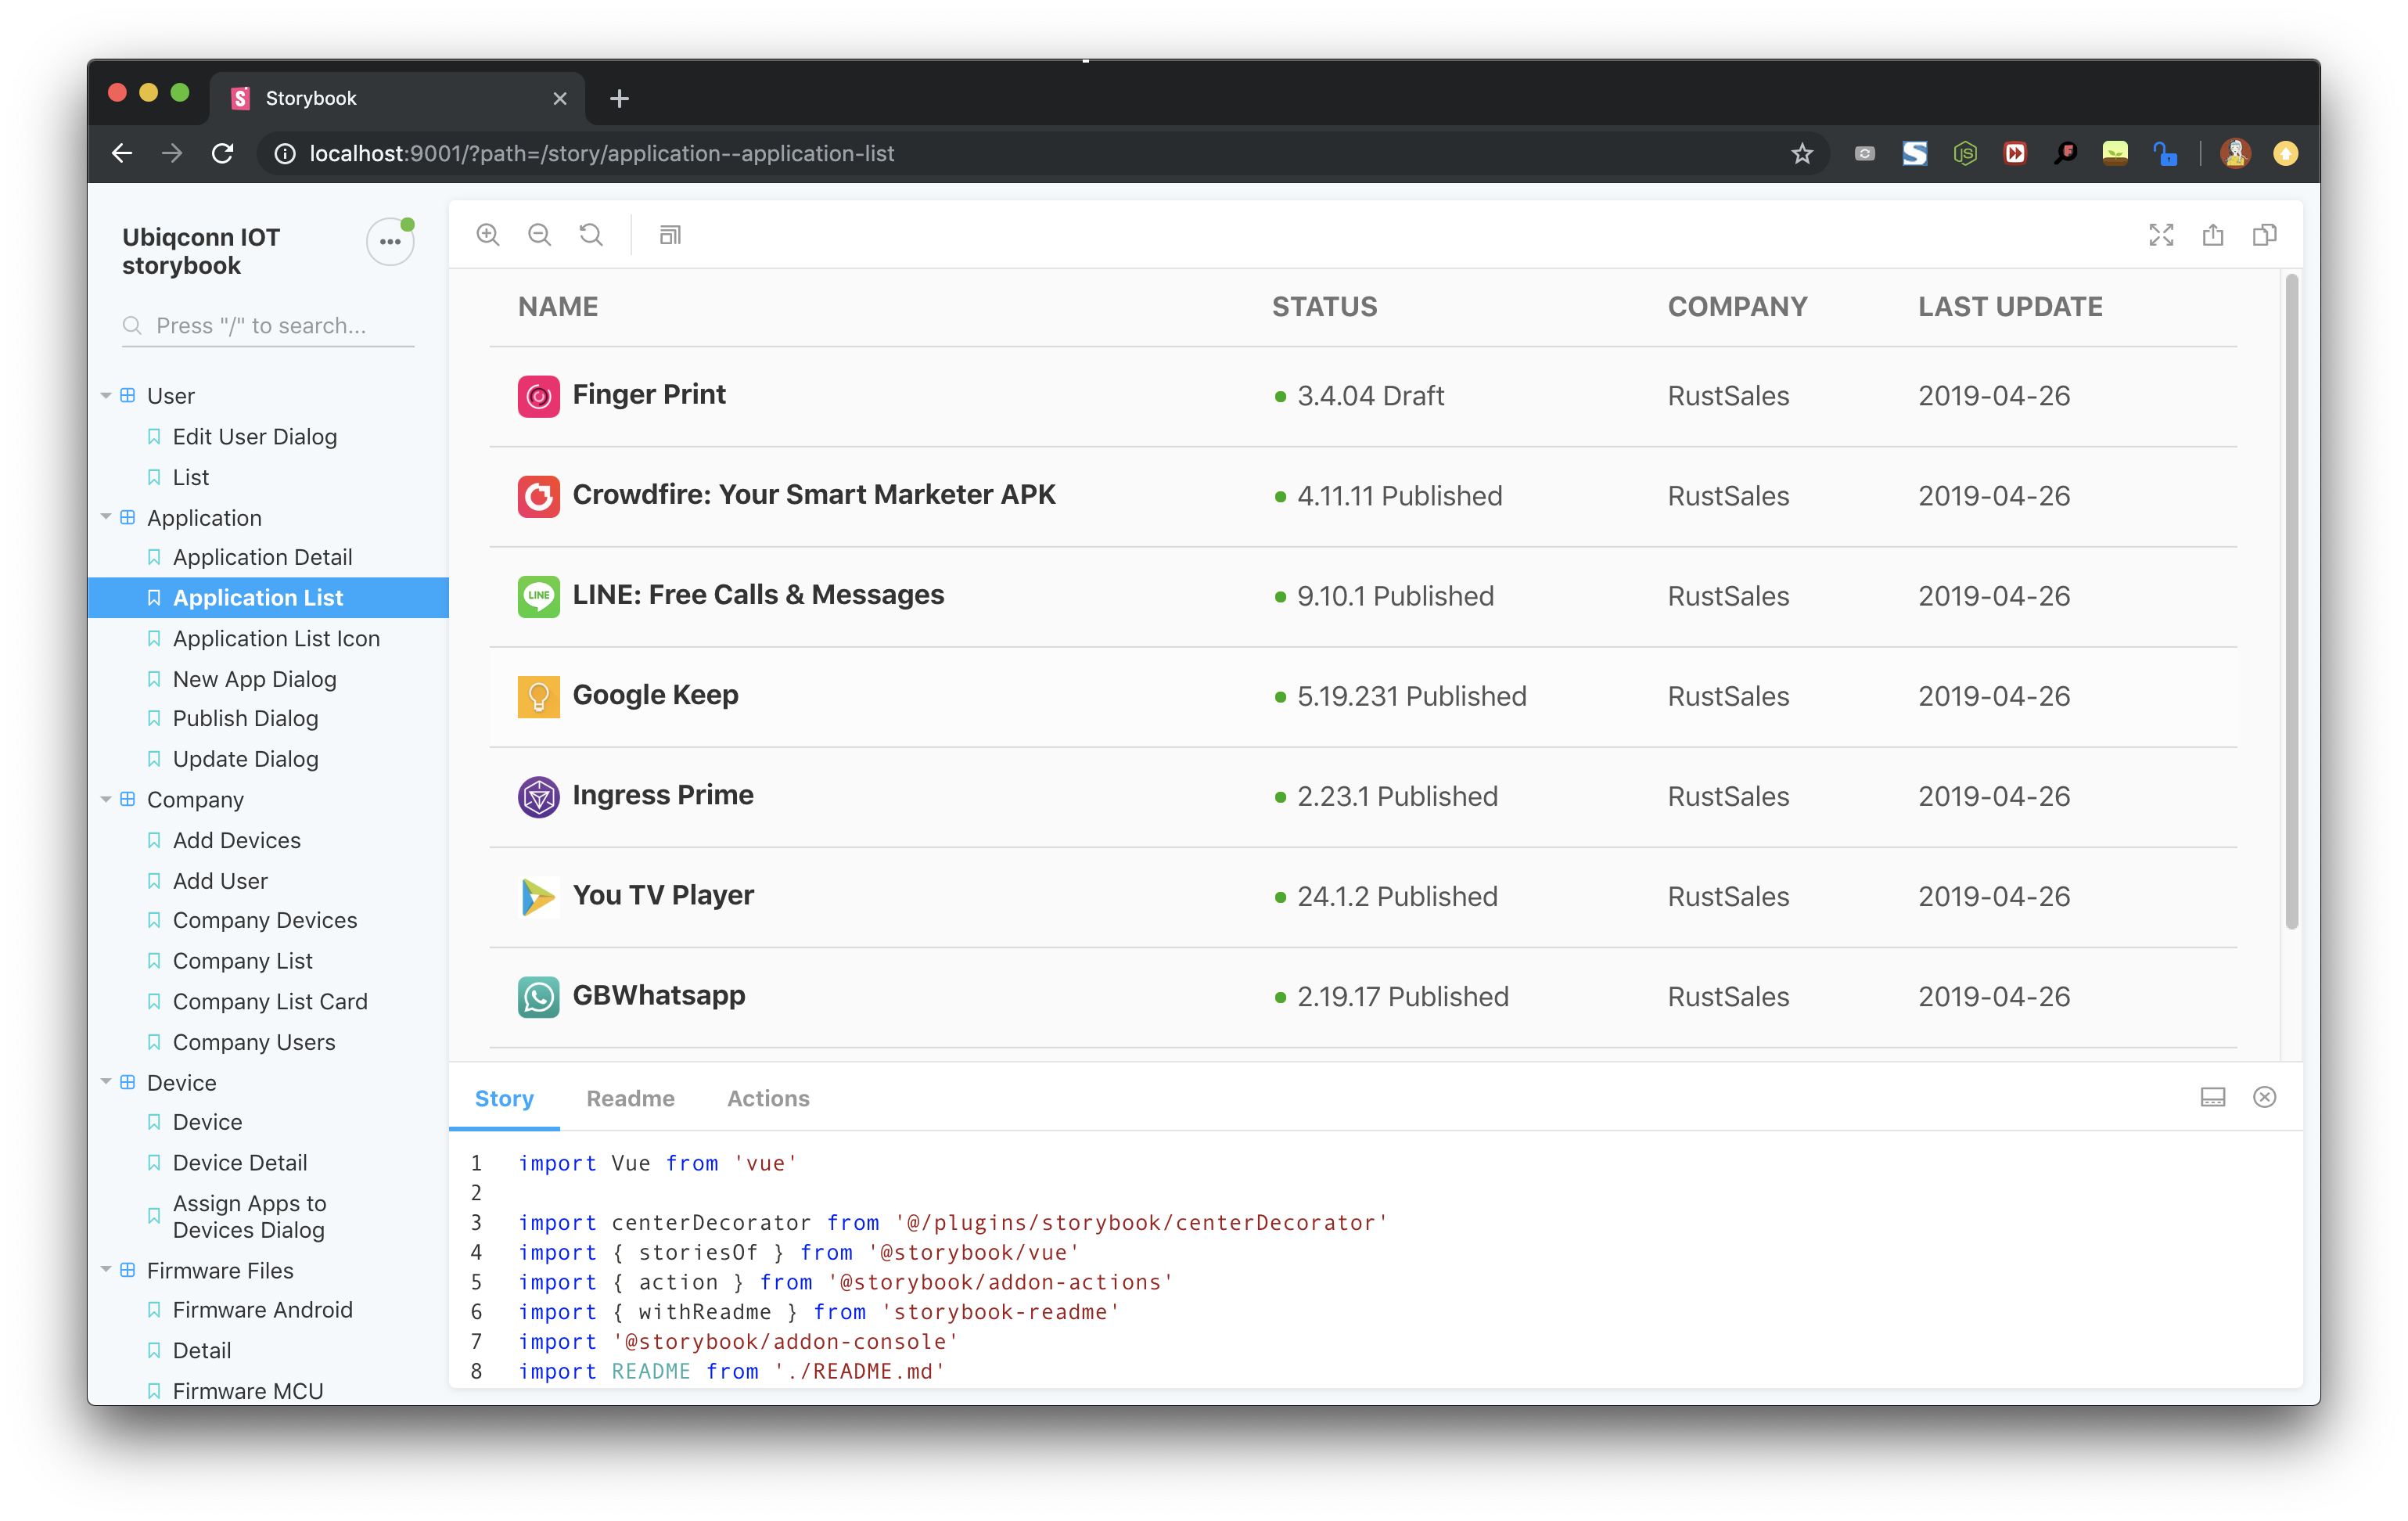 Storybook
localhost:9001/?path=/story/application--application-list
Ubiqconn IOT
storybook
Press "/" to search...
User
Edit User Dialog
List
Application
Application Detail
Application List
Application List Icon
New App Dialog
Publish Dialog
Update Dialog
Company
Add Devices
Add User
Company Devices
Company List
Company List Card
Company Users
Device
Device
Device Detail
Assign Apps to
Devices Dialog
Firmware Files
Firmware Android
Detail
Firmware MCU
NAME STATUS COMPANY LAST UPDATE
Finger Print 3.4.04 Draft RustSales 2019-04-26
Crowdfire: Your Smart Marketer APK 4.11.11 Published RustSales 2019-04-26
LINE LINE: Free Calls & Messages 9.10.1 Published RustSales 2019-04-26
Google Keep 5.19.231 Published RustSales 2019-04-26
Ingress Prime 2.23.1 Published RustSales 2019-04-26
You TV Player 24.1.2 Published RustSales 2019-04-26
GBWhatsapp 2.19.17 Published RustSales 2019-04-26
Story Readme Actions
1 import Vue from 'vue'
2
3 import centerDecorator from '@/plugins/storybook/centerDecorator'
4 import { storiesOf } from '@storybook/vue'
5 import { action } from '@storybook/addon-actions'
6 import { withReadme } from 'storybook-readme'
7 import '@storybook/addon-console'
8 import README from './README.md'